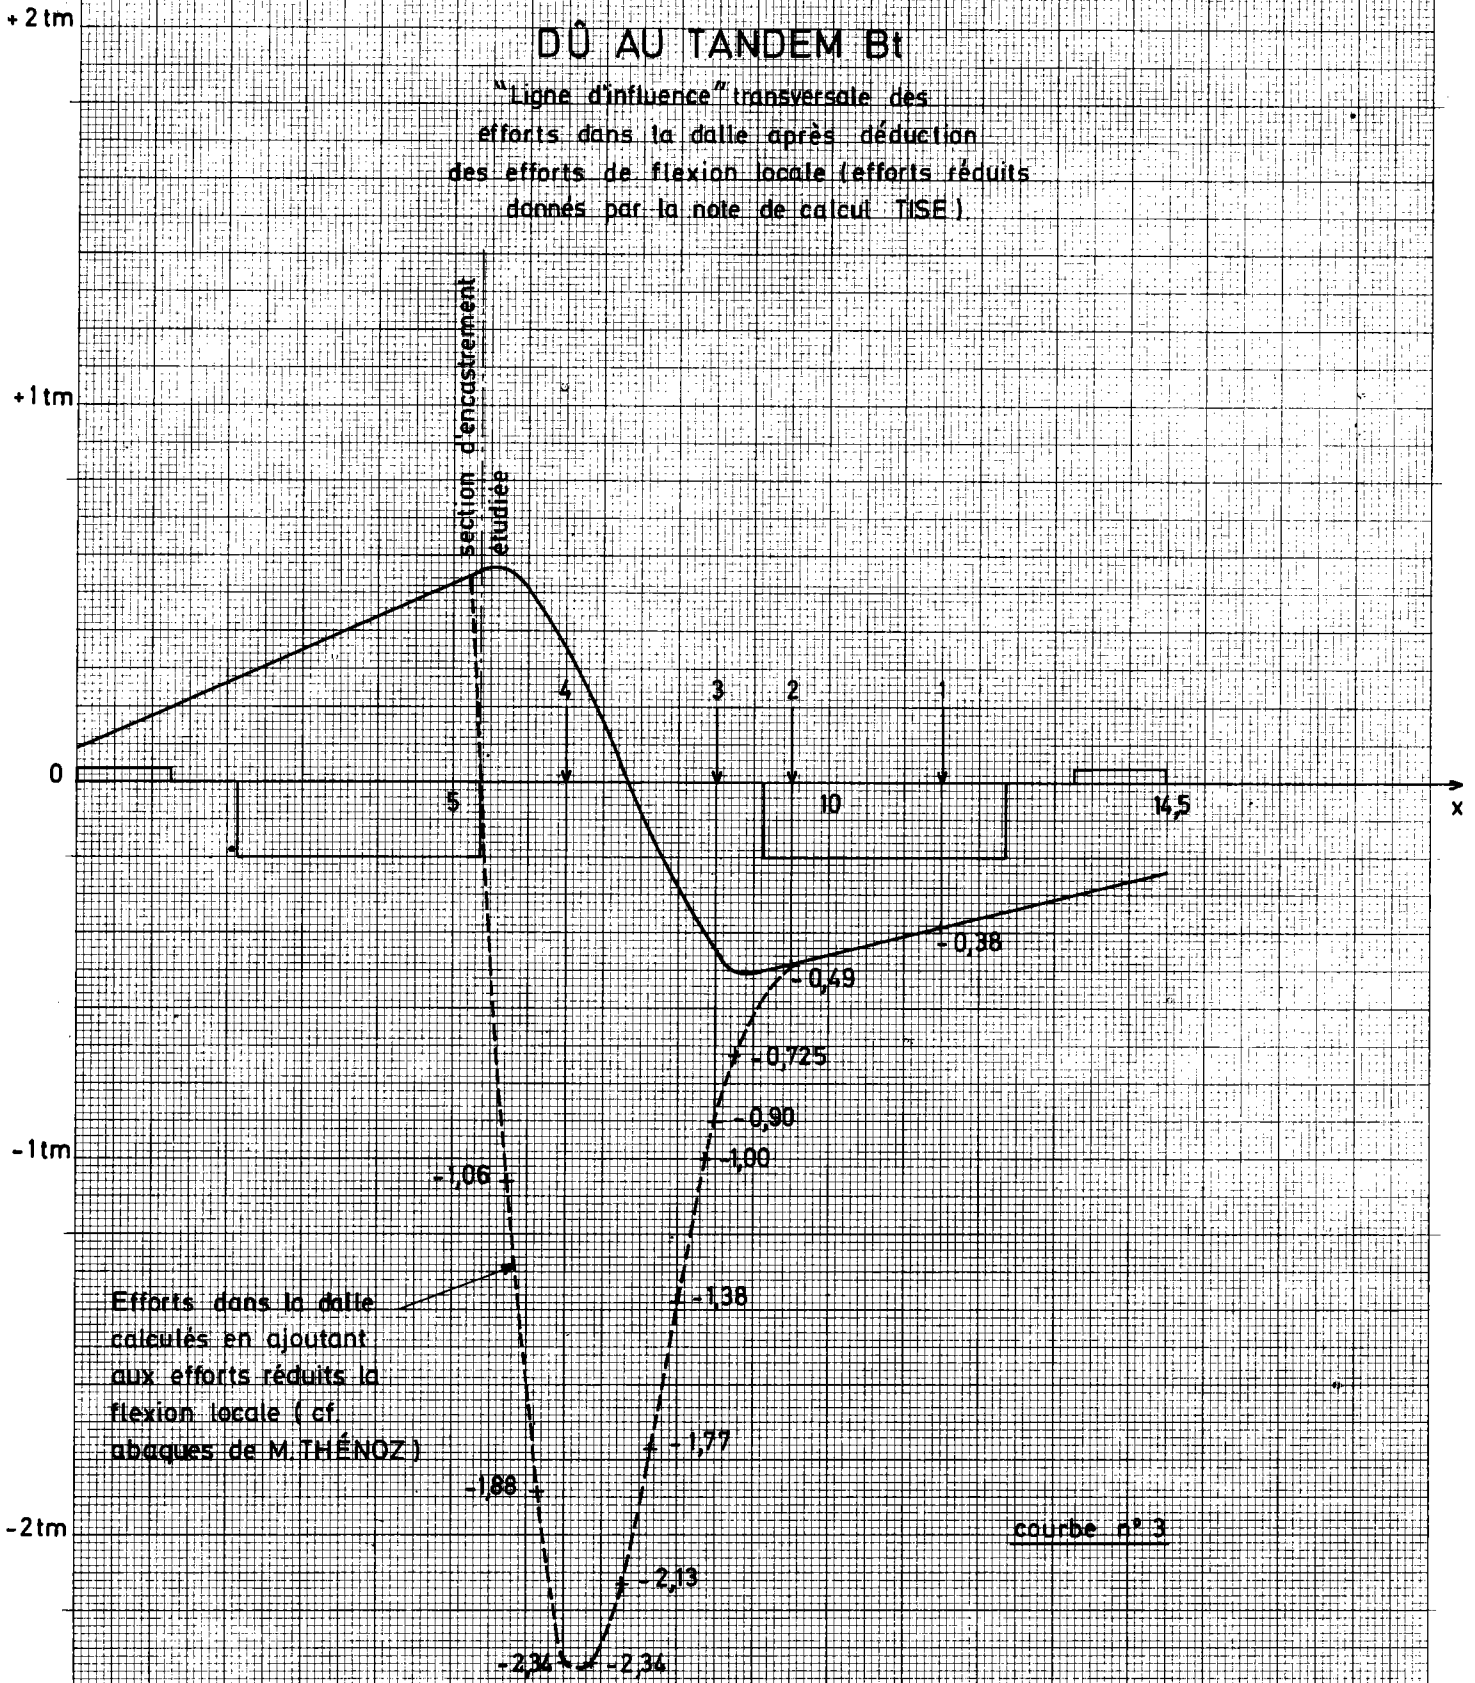 +2tm
DÛ AU TANDEM Bt
"Ligne d'influence" transversale des
efforts dans la dalle après déduction
des efforts de flexion locale (efforts réduits
donnés par la note de calcul TISE).
section d'encastrement
étudiée
+1tm
4
3
2
1
0
5
10
14,5
x
-0,38
-0,49
-0,725
-0,90
-1,00
-1tm
-1,06
-1,38
Efforts dans la dalle
calculés en ajoutant
aux efforts réduits la
flexion locale (cf.
abaques de M.THÉNOZ)
-1,77
-1,88
-2tm
courbe n° 3
-2,13
-2,34
-2,34